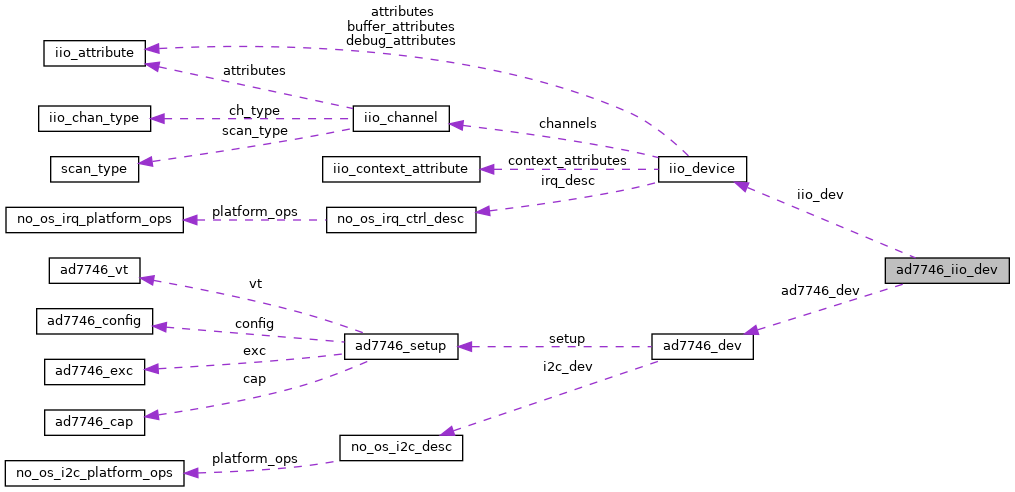 attributes
buffer_attributes
debug_attributes
iio_attribute
attributes
ch_type
iio_chan_type
iio_channel
scan_type
channels
scan_type
iio_context_attribute
context_attributes
iio_device
irq_desc
iio_dev
no_os_irq_platform_ops
platform_ops
no_os_irq_ctrl_desc
ad7746_vt
vt
ad7746_iio_dev
ad7746_dev
ad7746_config
config
exc
ad7746_setup
setup
ad7746_dev
ad7746_exc
cap
i2c_dev
ad7746_cap
no_os_i2c_desc
platform_ops
no_os_i2c_platform_ops